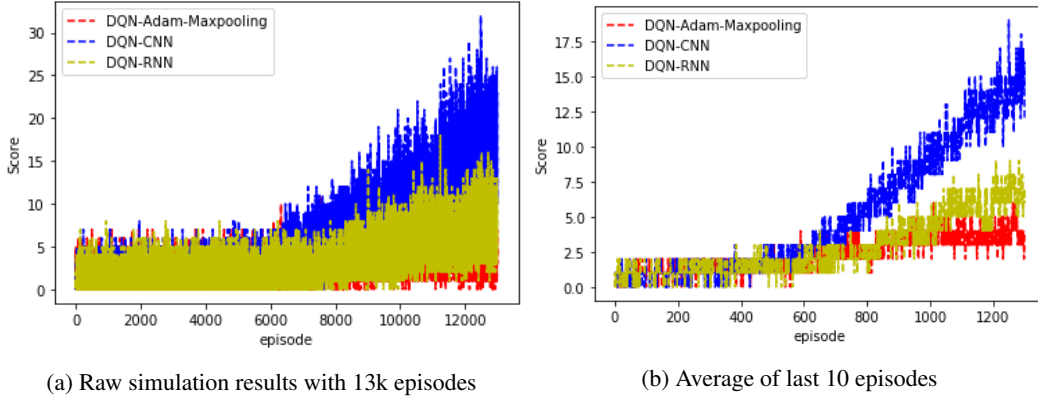 DQN-Adam-Maxpooling
DQN-CNN
DQN-RNN
30
25
20
15
10
5
0
Score
0 2000 4000 6000 8000 10000 12000
episode
(a) Raw simulation results with 13k episodes
DQN-Adam-Maxpooling
DQN-CNN
DQN-RNN
17.5
15.0
12.5
10.0
7.5
5.0
2.5
0.0
Score
0 200 400 600 800 1000 1200
episode
(b) Average of last 10 episodes